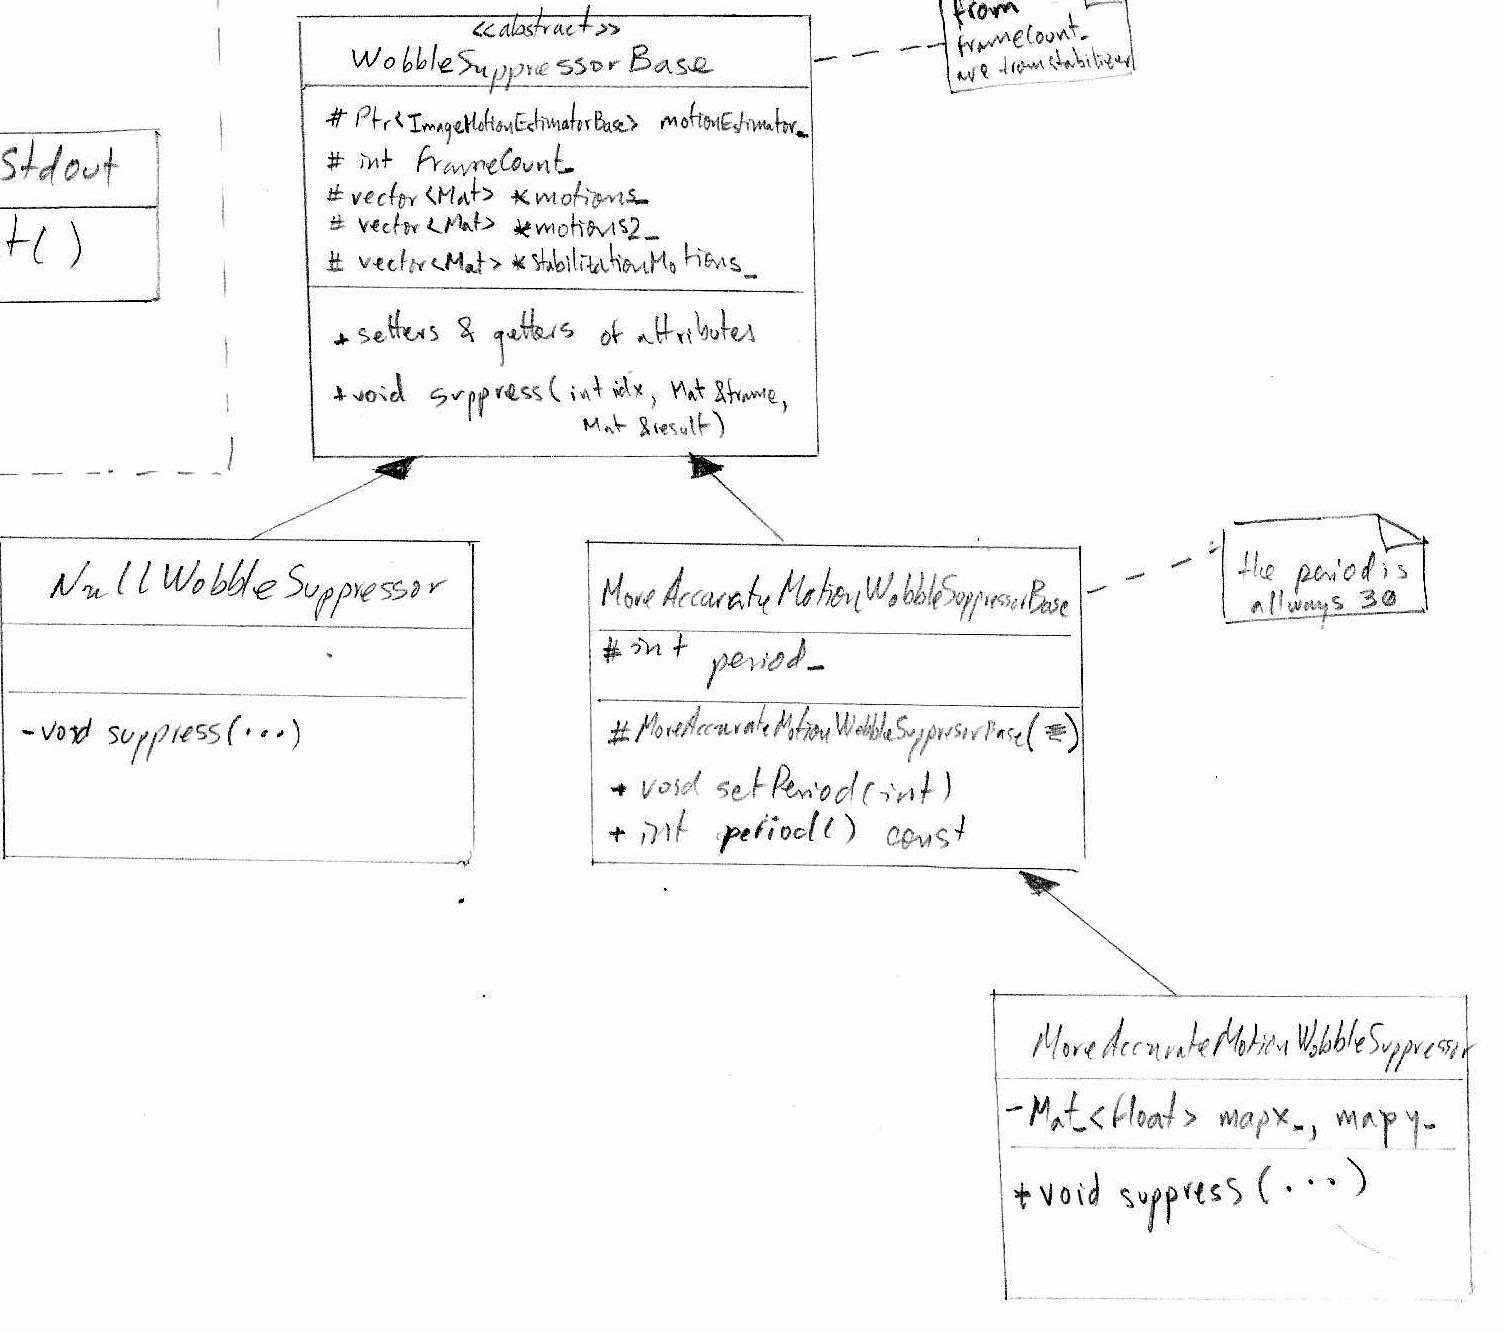 from
frameCount_
are from stabilizer
<<abstract>>
WobbleSuppressorBase
# Ptr<ImageMotionEstimatorBase> motionEstimator_
# int frameCount_
# vector<Mat> *motions_
# vector<Mat> *motions2_
# vector<Mat> *stabilizationMotions_
+ setters & getters of attributes
+ void suppress(int idx, Mat &frame,
Mat &result)
Stdout
t()
NullWobbleSuppressor
- void suppress(...)
MoreAccurateMotionWobbleSuppressorBase
# int period_
# MoreAccurateMotionWobbleSuppresorBase( )
+ void setPeriod(int)
+ int period() const
the period is
allways 30
MoreAccurateMotionWobbleSuppressor
- Mat_<float> mapx_, mapy_
+ void suppress(...)